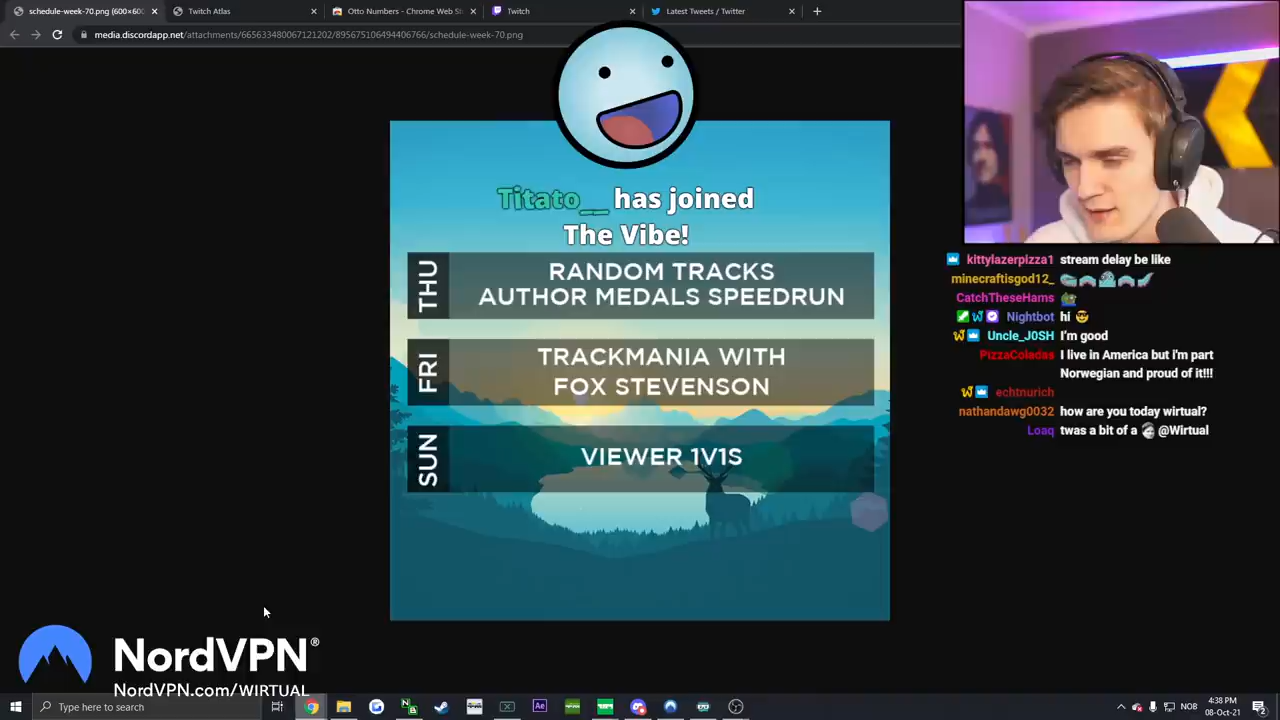 schedule-week-70.png (600×60
Twitch Atlas
Otto Numbers - Chrome Web St
Twitch
Latest Tweets / Twitter
media.discordapp.net/attachments/665633480067121202/895675106494406766/schedule-week-70.png
Titato__ has joined
The Vibe!
THU
RANDOM TRACKS
AUTHOR MEDALS SPEEDRUN
FRI
TRACKMANIA WITH
FOX STEVENSON
SUN
VIEWER 1V1S
kittylazerpizza1 stream delay be like
minecraftisgod12_
CatchTheseHams
Nightbot hi
Uncle_J0SH I'm good
PizzaColadas I live in America but i'm part
Norwegian and proud of it!!!
echtnurich
nathandawg0032 how are you today wirtual?
Loaq twas a bit of a @Wirtual
NordVPN®
NordVPN.com/WIRTUAL
Type here to search
NOB
4:38 PM
08-Oct-21